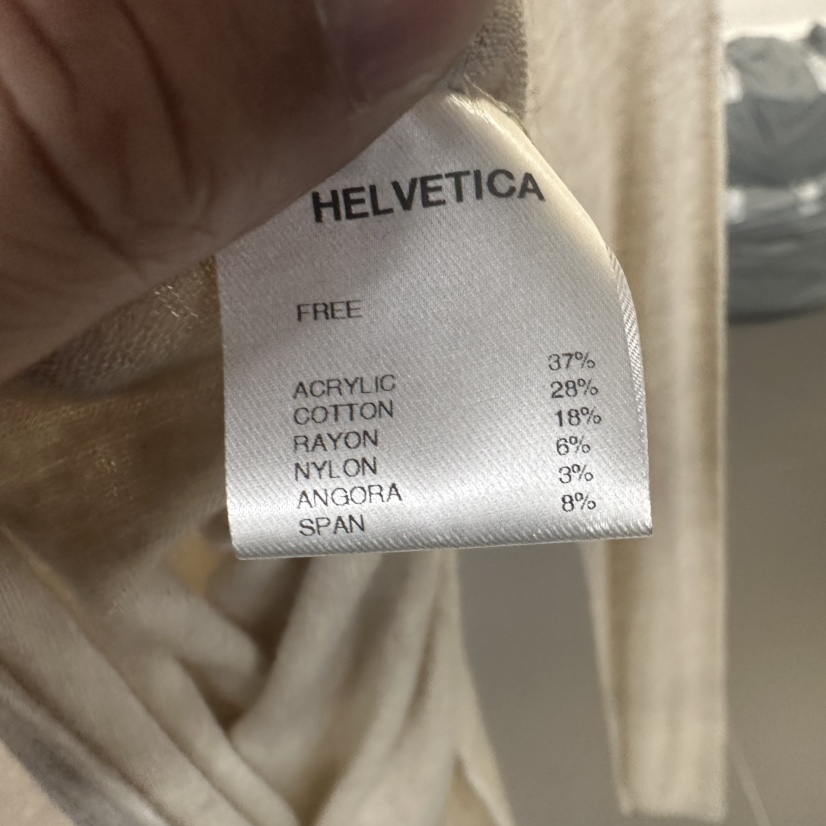 HELVETICA
FREE
ACRYLIC 37%
COTTON 28%
RAYON 18%
NYLON 6%
ANGORA 3%
SPAN 8%